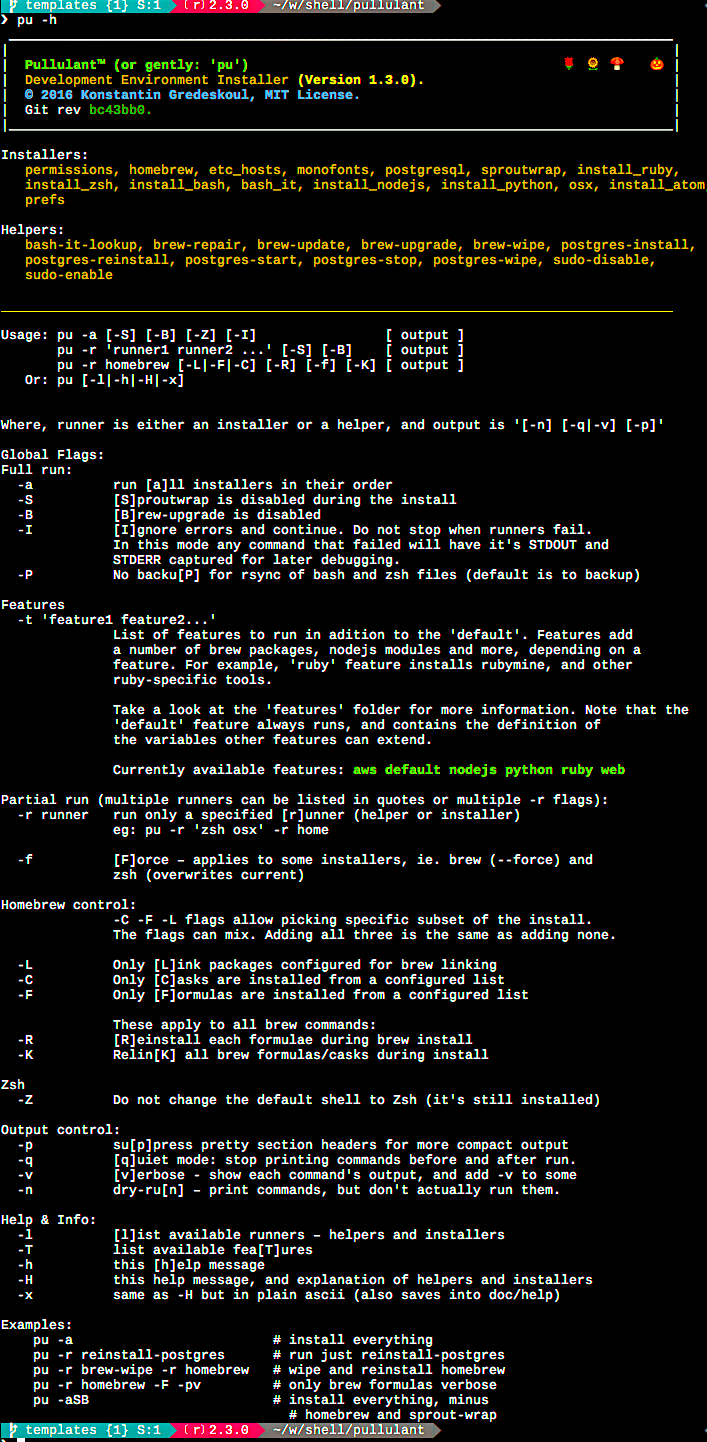 templates {1} S:1 (r)2.3.0 ~/w/shell/pullulant
❯ pu -h
Pullulant™ (or gently: 'pu')
Development Environment Installer (Version 1.3.0).
© 2016 Konstantin Gredeskoul, MIT License.
Git rev bc43bb0.
Installers:
permissions, homebrew, etc_hosts, monofonts, postgresql, sproutwrap, install_ruby,
install_zsh, install_bash, bash_it, install_nodejs, install_python, osx, install_atom
prefs
Helpers:
bash-it-lookup, brew-repair, brew-update, brew-upgrade, brew-wipe, postgres-install,
postgres-reinstall, postgres-start, postgres-stop, postgres-wipe, sudo-disable,
sudo-enable
Usage: pu -a [-S] [-B] [-Z] [-I] [ output ]
pu -r 'runner1 runner2 ...' [-S] [-B] [ output ]
pu -r homebrew [-L|-F|-C] [-R] [-f] [-K] [ output ]
Or: pu [-l|-h|-H|-x]
Where, runner is either an installer or a helper, and output is '[-n] [-q|-v] [-p]'
Global Flags:
Full run:
-a run [a]ll installers in their order
-S [S]proutwrap is disabled during the install
-B [B]rew-upgrade is disabled
-I [I]gnore errors and continue. Do not stop when runners fail.
In this mode any command that failed will have it's STDOUT and
STDERR captured for later debugging.
-P No backu[P] for rsync of bash and zsh files (default is to backup)
Features
-t 'feature1 feature2...'
List of features to run in adition to the 'default'. Features add
a number of brew packages, nodejs modules and more, depending on a
feature. For example, 'ruby' feature installs rubymine, and other
ruby-specific tools.
Take a look at the 'features' folder for more information. Note that the
'default' feature always runs, and contains the definition of
the variables other features can extend.
Currently available features: aws default nodejs python ruby web
Partial run (multiple runners can be listed in quotes or multiple -r flags):
-r runner run only a specified [r]unner (helper or installer)
eg: pu -r 'zsh osx' -r home
-f [F]orce – applies to some installers, ie. brew (--force) and
zsh (overwrites current)
Homebrew control:
-C -F -L flags allow picking specific subset of the install.
The flags can mix. Adding all three is the same as adding none.
-L Only [L]ink packages configured for brew linking
-C Only [C]asks are installed from a configured list
-F Only [F]ormulas are installed from a configured list
These apply to all brew commands:
-R [R]einstall each formulae during brew install
-K Relin[K] all brew formulas/casks during install
Zsh
-Z Do not change the default shell to Zsh (it's still installed)
Output control:
-p su[p]press pretty section headers for more compact output
-q [q]uiet mode: stop printing commands before and after run.
-v [v]erbose - show each command's output, and add -v to some
-n dry-ru[n] – print commands, but don't actually run them.
Help & Info:
-l [l]ist available runners – helpers and installers
-T list available fea[T]ures
-h this [h]elp message
-H this help message, and explanation of helpers and installers
-x same as -H but in plain ascii (also saves into doc/help)
Examples:
pu -a # install everything
pu -r reinstall-postgres # run just reinstall-postgres
pu -r brew-wipe -r homebrew # wipe and reinstall homebrew
pu -r homebrew -F -pv # only brew formulas verbose
pu -aSB # install everything, minus
# homebrew and sprout-wrap
templates {1} S:1 (r)2.3.0 ~/w/shell/pullulant